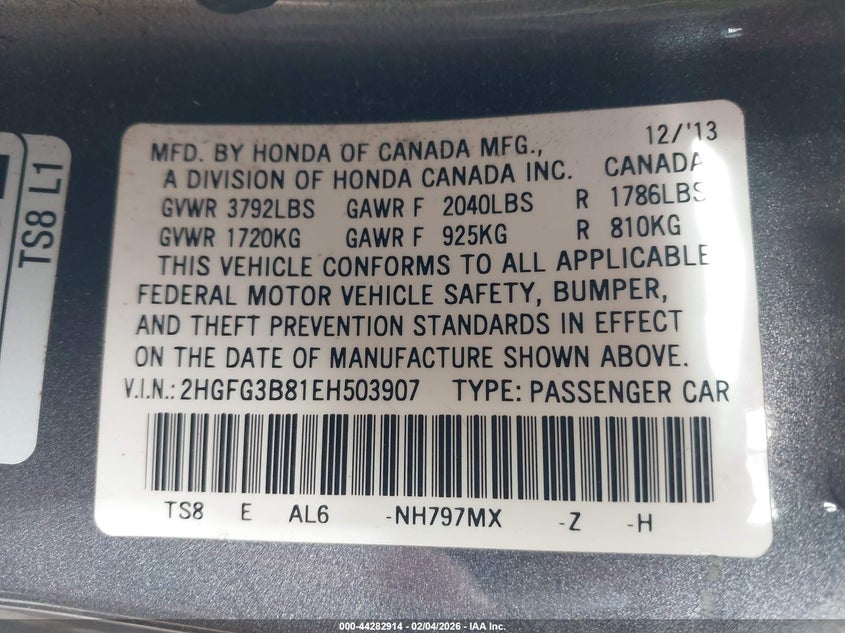 TS8 L1
12/'13
MFD. BY HONDA OF CANADA MFG.,
A DIVISION OF HONDA CANADA INC. CANADA
GVWR 3792LBS GAWR F 2040LBS R 1786LBS
GVWR 1720KG GAWR F 925KG R 810KG
THIS VEHICLE CONFORMS TO ALL APPLICABLE
FEDERAL MOTOR VEHICLE SAFETY, BUMPER,
AND THEFT PREVENTION STANDARDS IN EFFECT
ON THE DATE OF MANUFACTURE SHOWN ABOVE.
V.I.N.: 2HGFG3B81EH503907 TYPE: PASSENGER CAR
TS8 E AL6 -NH797MX -Z -H
000-44282914 - 02/04/2026 - IAA Inc.